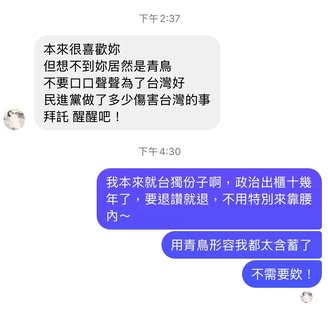 下午2:37
本來很喜歡妳
但想不到妳居然是青鳥
不要口口聲聲為了台灣好
民進黨做了多少傷害台灣的事
拜託 醒醒吧！
下午4:30
我本來就台獨份子啊，政治出櫃十幾
年了，要退讚就退，不用特別來靠腰
內～
用青鳥形容我都太含蓄了
不需要欸！